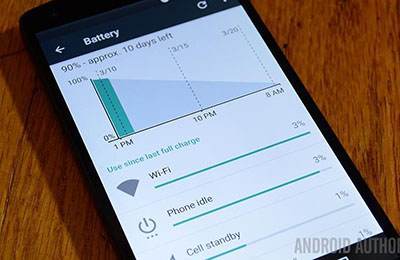 Battery
90% - approx. 10 days left
100%
3/10
3/15
3/20
0%
1 PM
10 PM
8 AM
Use since last full charge
Wi-Fi
3%
Phone idle
3%
Cell standby
1%
1%
ANDROID AUTHO